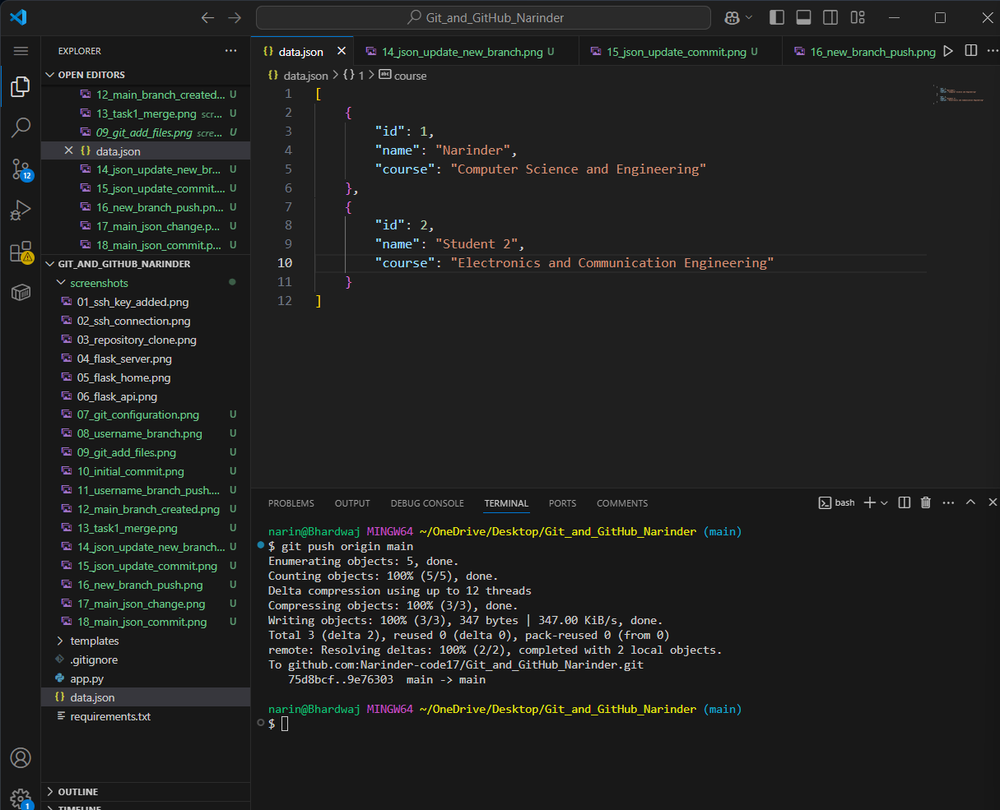 Git_and_GitHub_Narinder
EXPLORER
OPEN EDITORS
12_main_branch_created... U
13_task1_merge.png scr... U
09_git_add_files.png scre... U
{} data.json
14_json_update_new_br... U
15_json_update_commit.... U
16_new_branch_push.pn... U
17_main_json_change.p... U
18_main_json_commit.p... U
GIT_AND_GITHUB_NARINDER
screenshots
01_ssh_key_added.png
02_ssh_connection.png
03_repository_clone.png
04_flask_server.png
05_flask_home.png
06_flask_api.png
07_git_configuration.png U
08_username_branch.png U
09_git_add_files.png U
10_initial_commit.png U
11_username_branch_push.... U
12_main_branch_created.png U
13_task1_merge.png U
14_json_update_new_branch... U
15_json_update_commit.png U
16_new_branch_push.png U
17_main_json_change.png U
18_main_json_commit.png U
templates
.gitignore
app.py
{} data.json
requirements.txt
OUTLINE
TIMELINE
12
1
{} data.json
14_json_update_new_branch.png U
15_json_update_commit.png U
16_new_branch_push.png
{} data.json > {} 1 > abc course
1 [
2 {
3 "id": 1,
4 "name": "Narinder",
5 "course": "Computer Science and Engineering"
6 },
7 {
8 "id": 2,
9 "name": "Student 2",
10 "course": "Electronics and Communication Engineering"
11 }
12 ]
PROBLEMS OUTPUT DEBUG CONSOLE TERMINAL PORTS COMMENTS
bash
narin@Bhardwaj MINGW64 ~/OneDrive/Desktop/Git_and_GitHub_Narinder (main)
$ git push origin main
Enumerating objects: 5, done.
Counting objects: 100% (5/5), done.
Delta compression using up to 12 threads
Compressing objects: 100% (3/3), done.
Writing objects: 100% (3/3), 347 bytes | 347.00 KiB/s, done.
Total 3 (delta 2), reused 0 (delta 0), pack-reused 0 (from 0)
remote: Resolving deltas: 100% (2/2), completed with 2 local objects.
To github.com:Narinder-code17/Git_and_GitHub_Narinder.git
75d8bcf..9e76303 main -> main
narin@Bhardwaj MINGW64 ~/OneDrive/Desktop/Git_and_GitHub_Narinder (main)
$